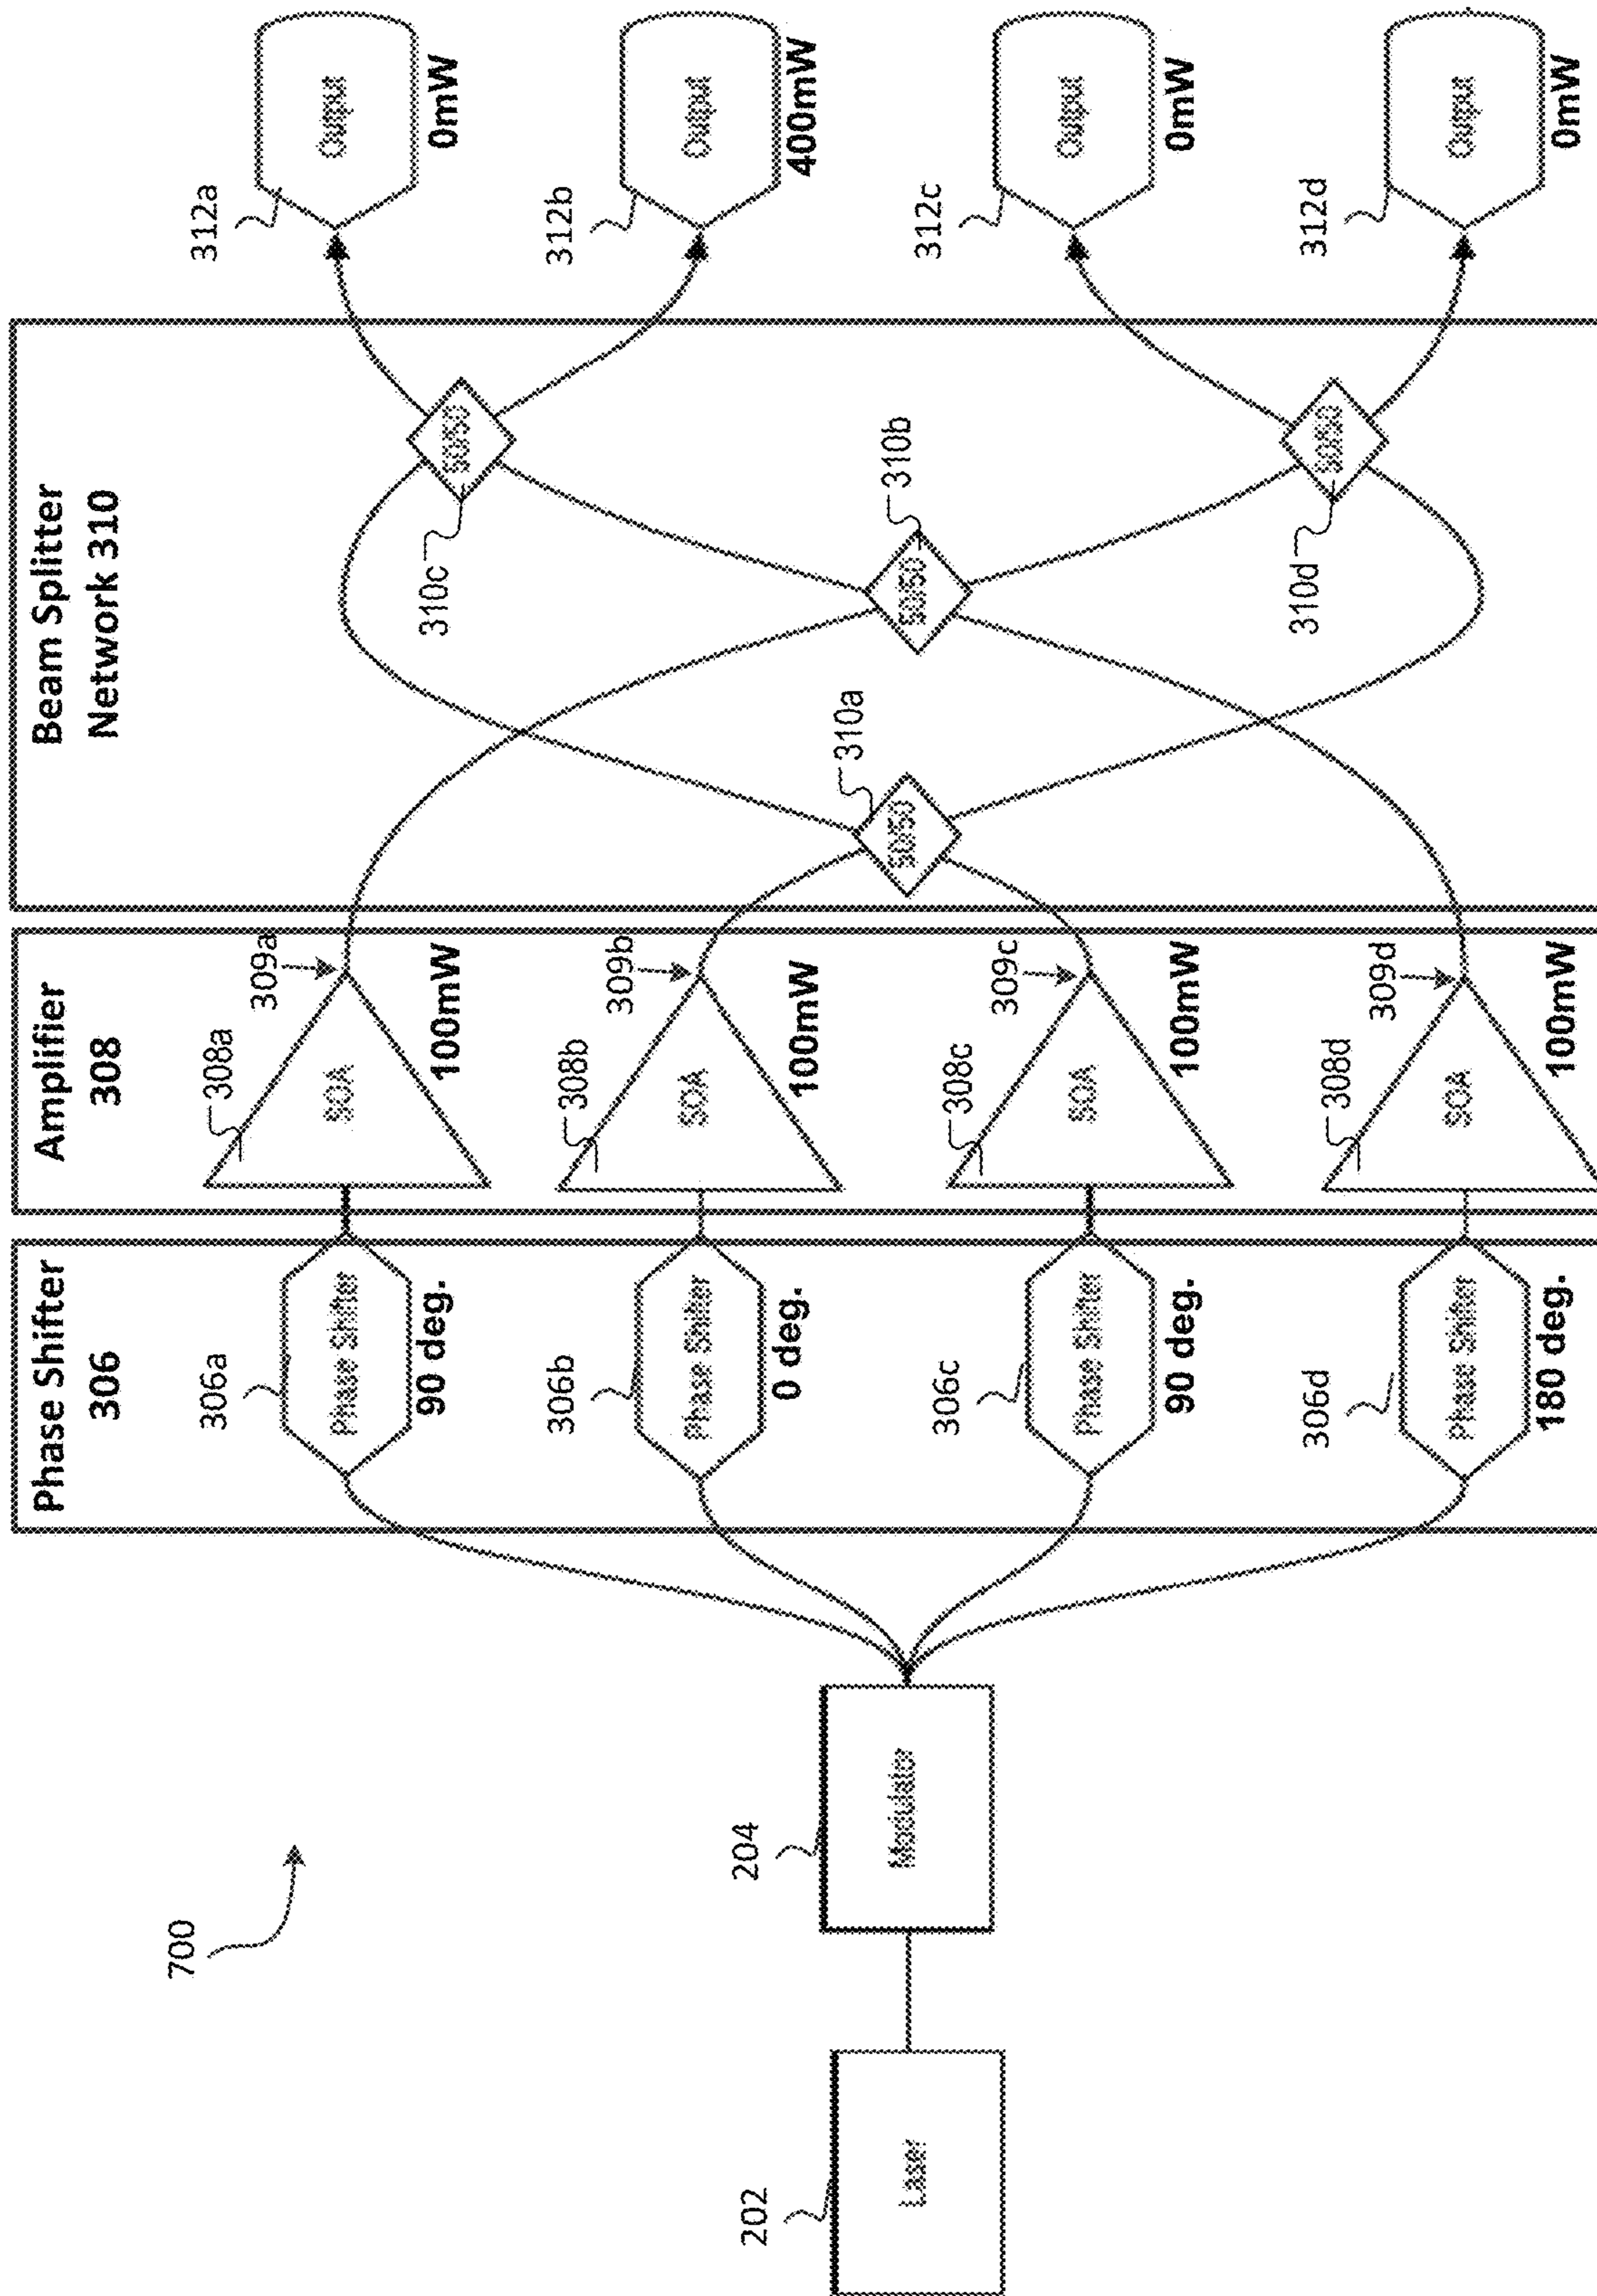 Phase Shifter
306
Amplifier
308
Beam Splitter
Network 310
700
202
Laser
204
Modulator
306a
Phase Shifter
90 deg.
308a
SOA
309a
100mW
312a
Output
0mW
306b
Phase Shifter
0 deg.
308b
SOA
309b
100mW
312b
Output
400mW
306c
Phase Shifter
90 deg.
308c
SOA
309c
100mW
312c
Output
0mW
306d
Phase Shifter
180 deg.
308d
SOA
309d
100mW
312d
Output
0mW
310a
50/50
310b
50/50
310c
50/50
310d
50/50